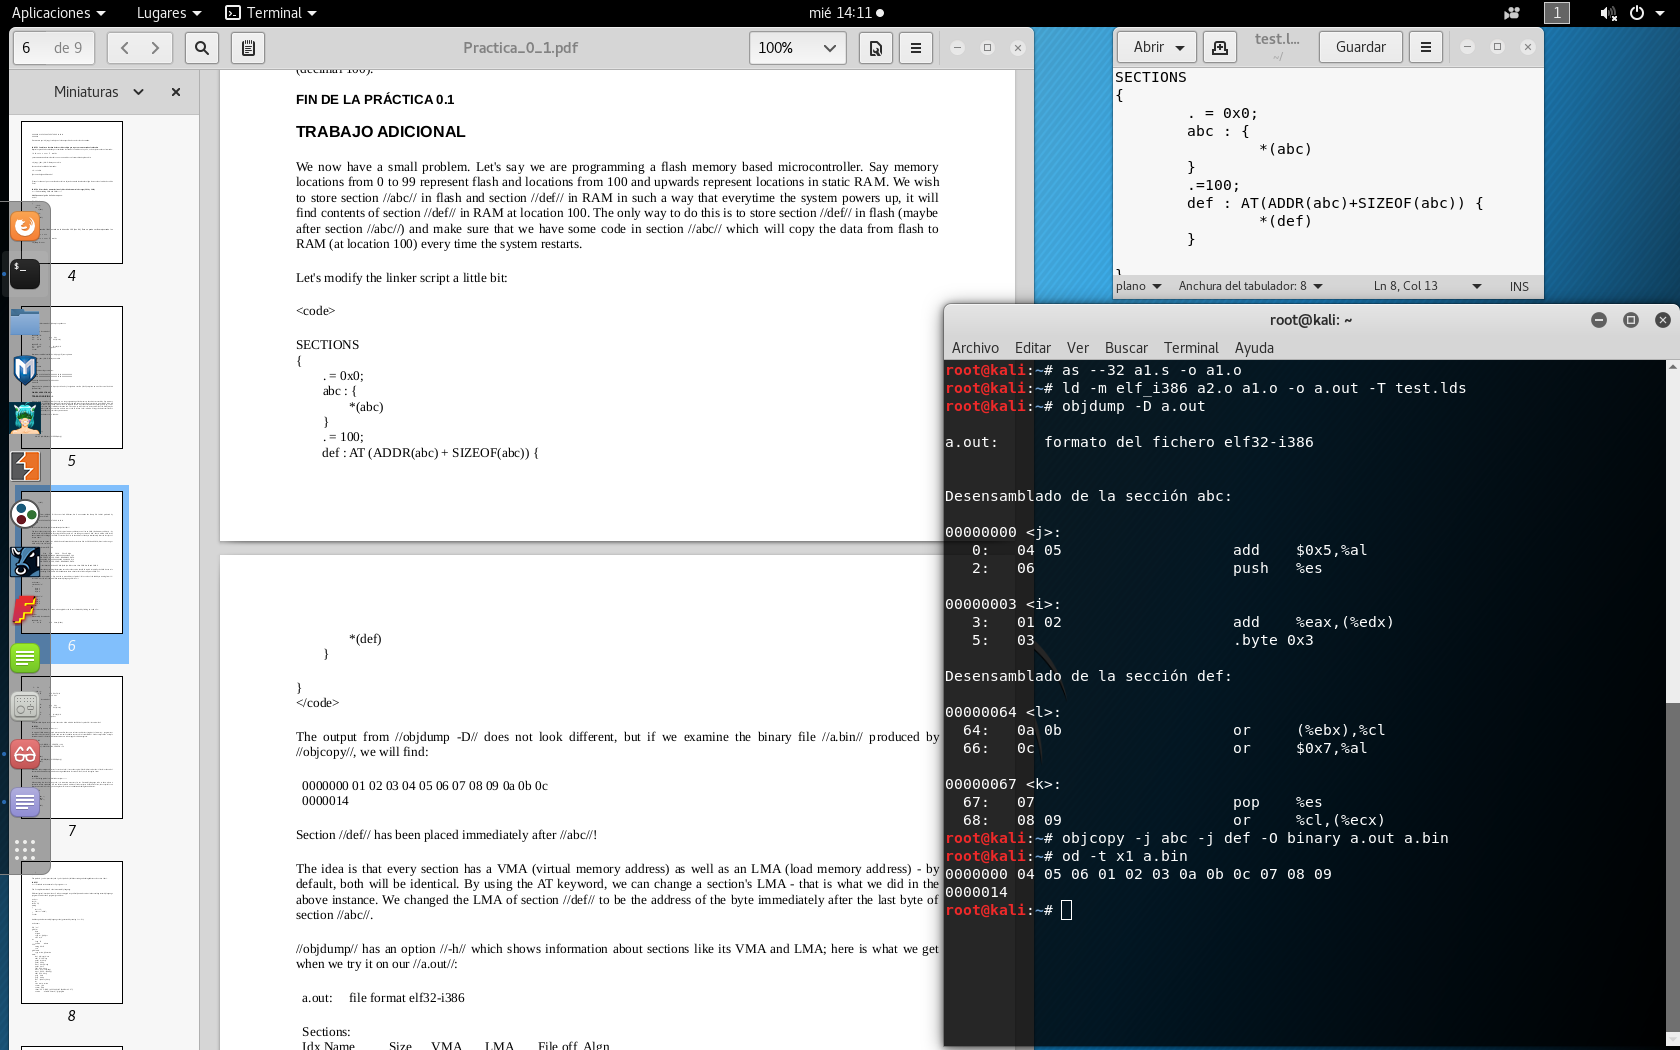 Aplicaciones Lugares Terminal mié 14:11 1
6 de 9 Practica_0_1.pdf 100%
Miniaturas
4
5
6
7
8
(decimal 100).
FIN DE LA PRÁCTICA 0.1
TRABAJO ADICIONAL
We now have a small problem. Let's say we are programming a flash memory based microcontroller. Say memory
locations from 0 to 99 represent flash and locations from 100 and upwards represent locations in static RAM. We wish
to store section //abc// in flash and section //def// in RAM in such a way that everytime the system powers up, it will
find contents of section //def// in RAM at location 100. The only way to do this is to store section //def// in flash (maybe
after section //abc//) and make sure that we have some code in section //abc// which will copy the data from flash to
RAM (at location 100) every time the system restarts.
Let's modify the linker script a little bit:
<code>
SECTIONS
{
. = 0x0;
abc : {
*(abc)
}
. = 100;
def : AT (ADDR(abc) + SIZEOF(abc)) {
*(def)
}
}
</code>
The output from //objdump -D// does not look different, but if we examine the binary file //a.bin// produced by
//objcopy//, we will find:
0000000 01 02 03 04 05 06 07 08 09 0a 0b 0c
0000014
Section //def// has been placed immediately after //abc//!
The idea is that every section has a VMA (virtual memory address) as well as an LMA (load memory address) - by
default, both will be identical. By using the AT keyword, we can change a section's LMA - that is what we did in the
above instance. We changed the LMA of section //def// to be the address of the byte immediately after the last byte of
section //abc//.
//objdump// has an option //-h// which shows information about sections like its VMA and LMA; here is what we get
when we try it on our //a.out//:
a.out: file format elf32-i386
Sections:
Idx Name Size VMA LMA File off Algn
Abrir test.l... Guardar
~/
SECTIONS
{
. = 0x0;
abc : {
*(abc)
}
.=100;
def : AT(ADDR(abc)+SIZEOF(abc)) {
*(def)
}
}
plano Anchura del tabulador: 8 Ln 8, Col 13 INS
root@kali: ~
Archivo Editar Ver Buscar Terminal Ayuda
root@kali:~# as --32 a1.s -o a1.o
root@kali:~# ld -m elf_i386 a2.o a1.o -o a.out -T test.lds
root@kali:~# objdump -D a.out
a.out: formato del fichero elf32-i386
Desensamblado de la sección abc:
00000000 <j>:
0: 04 05 add $0x5,%al
2: 06 push %es
00000003 <i>:
3: 01 02 add %eax,(%edx)
5: 03 .byte 0x3
Desensamblado de la sección def:
00000064 <l>:
64: 0a 0b or (%ebx),%cl
66: 0c or $0x7,%al
00000067 <k>:
67: 07 pop %es
68: 08 09 or %cl,(%ecx)
root@kali:~# objcopy -j abc -j def -O binary a.out a.bin
root@kali:~# od -t x1 a.bin
0000000 04 05 06 01 02 03 0a 0b 0c 07 08 09
0000014
root@kali:~#